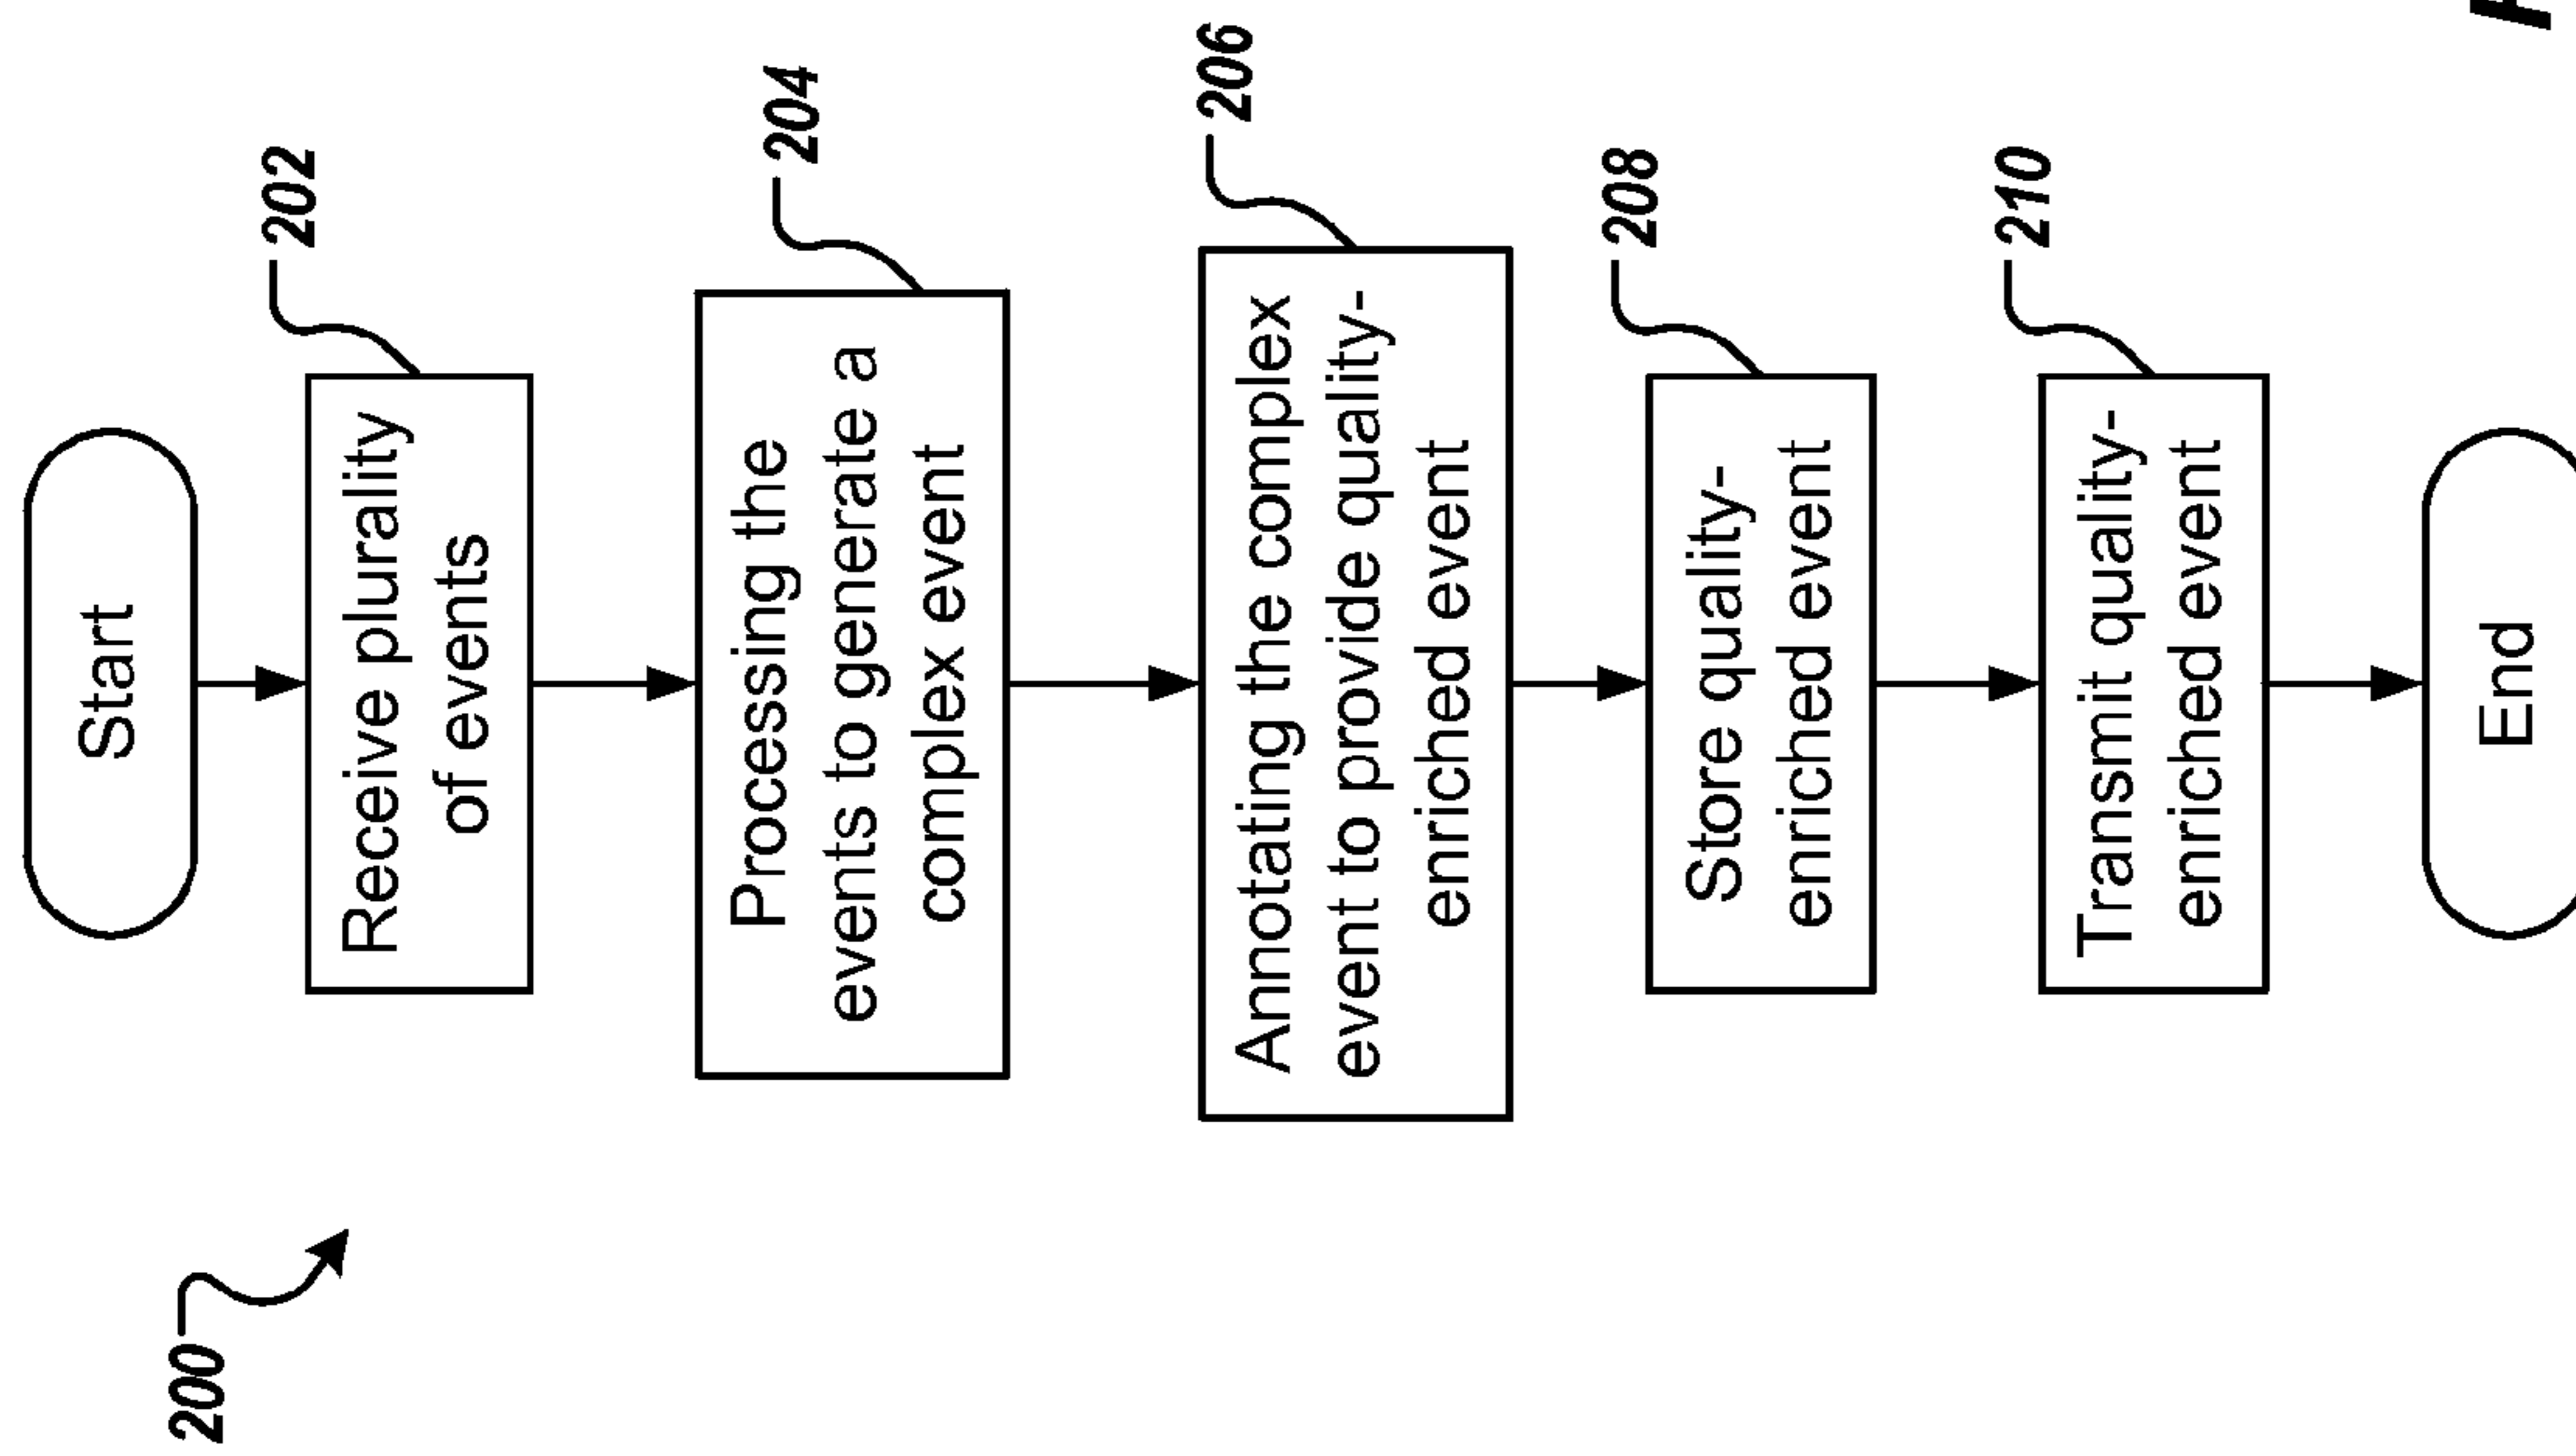 200
Start
Receive plurality
of events
202
Processing the
events to generate a
complex event
204
Annotating the complex
event to provide quality-
enriched event
206
Store quality-
enriched event
208
Transmit quality-
enriched event
210
End